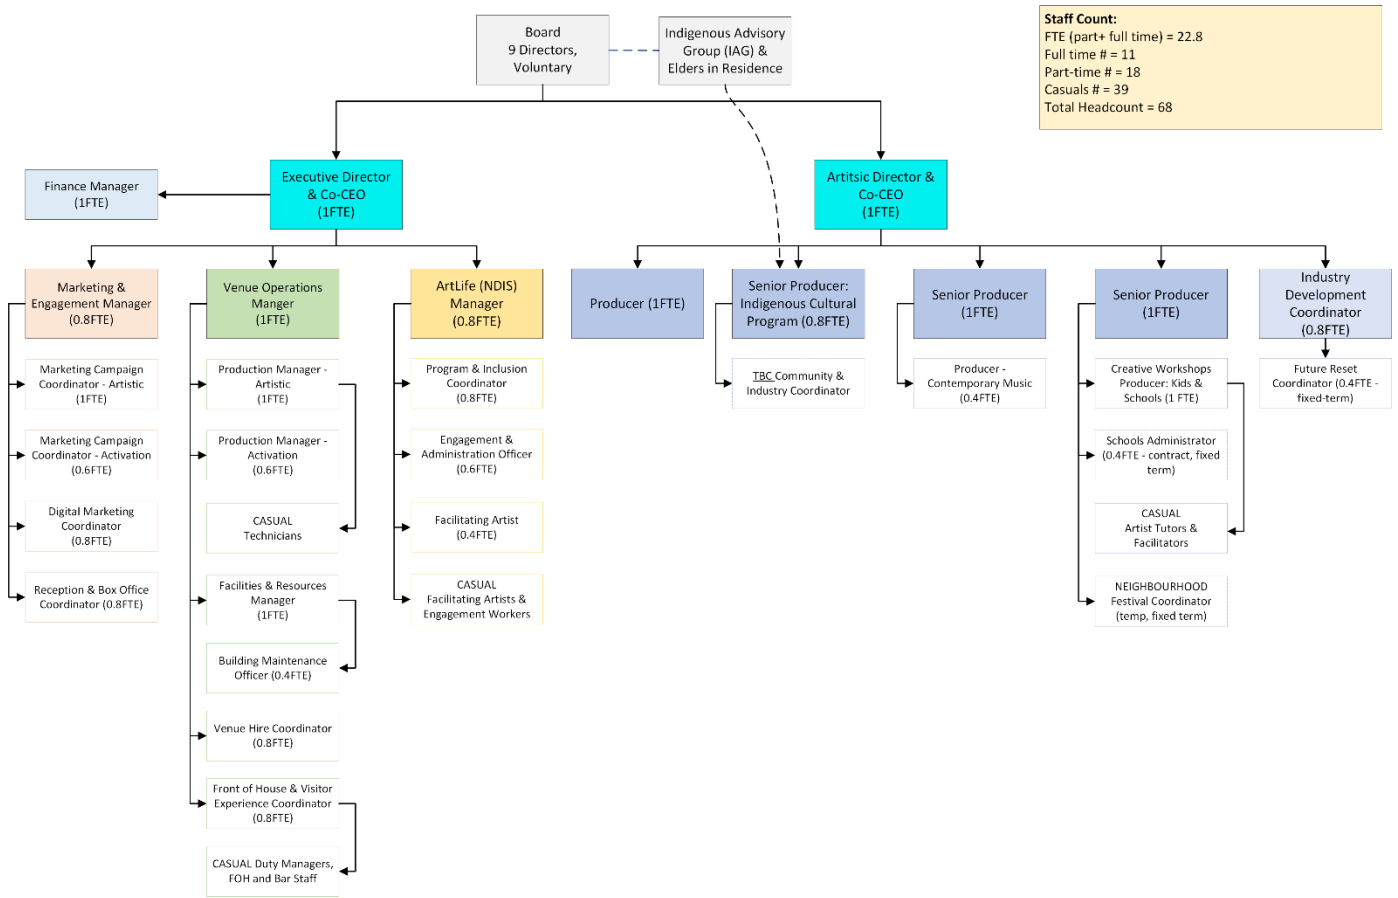 Board
9 Directors,
Voluntary
Indigenous Advisory
Group (IAG) &
Elders in Residence
Staff Count:
FTE (part+ full time) = 22.8
Full time # = 11
Part-time # = 18
Casuals # = 39
Total Headcount = 68
Finance Manager
(1FTE)
Executive Director
& Co-CEO
(1FTE)
Artitsic Director &
Co-CEO
(1FTE)
Marketing &
Engagement Manager
(0.8FTE)
Venue Operations
Manger
(1FTE)
ArtLife (NDIS)
Manager
(0.8FTE)
Producer (1FTE)
Senior Producer:
Indigenous Cultural
Program (0.8FTE)
Senior Producer
(1FTE)
Senior Producer
(1FTE)
Industry
Development
Coordinator
(0.8FTE)
Marketing Campaign
Coordinator - Artistic
(1FTE)
Production Manager -
Artistic
(1FTE)
Program & Inclusion
Coordinator
(0.8FTE)
TBC Community &
Industry Coordinator
Producer -
Contemporary Music
(0.4FTE)
Creative Workshops
Producer: Kids &
Schools (1 FTE)
Future Reset
Coordinator (0.4FTE -
fixed-term)
Marketing Campaign
Coordinator - Activation
(0.6FTE)
Production Manager -
Activation
(0.6FTE)
Engagement &
Administration Officer
(0.6FTE)
Schools Administrator
(0.4FTE - contract, fixed
term)
Digital Marketing
Coordinator
(0.8FTE)
CASUAL
Technicians
Facilitating Artist
(0.4FTE)
CASUAL
Artist Tutors &
Facilitators
Reception & Box Office
Coordinator (0.8FTE)
Facilities & Resources
Manager
(1FTE)
CASUAL
Facilitating Artists &
Engagement Workers
NEIGHBOURHOOD
Festival Coordinator
(temp, fixed term)
Building Maintenance
Officer (0.4FTE)
Venue Hire Coordinator
(0.8FTE)
Front of House & Visitor
Experience Coordinator
(0.8FTE)
CASUAL Duty Managers,
FOH and Bar Staff